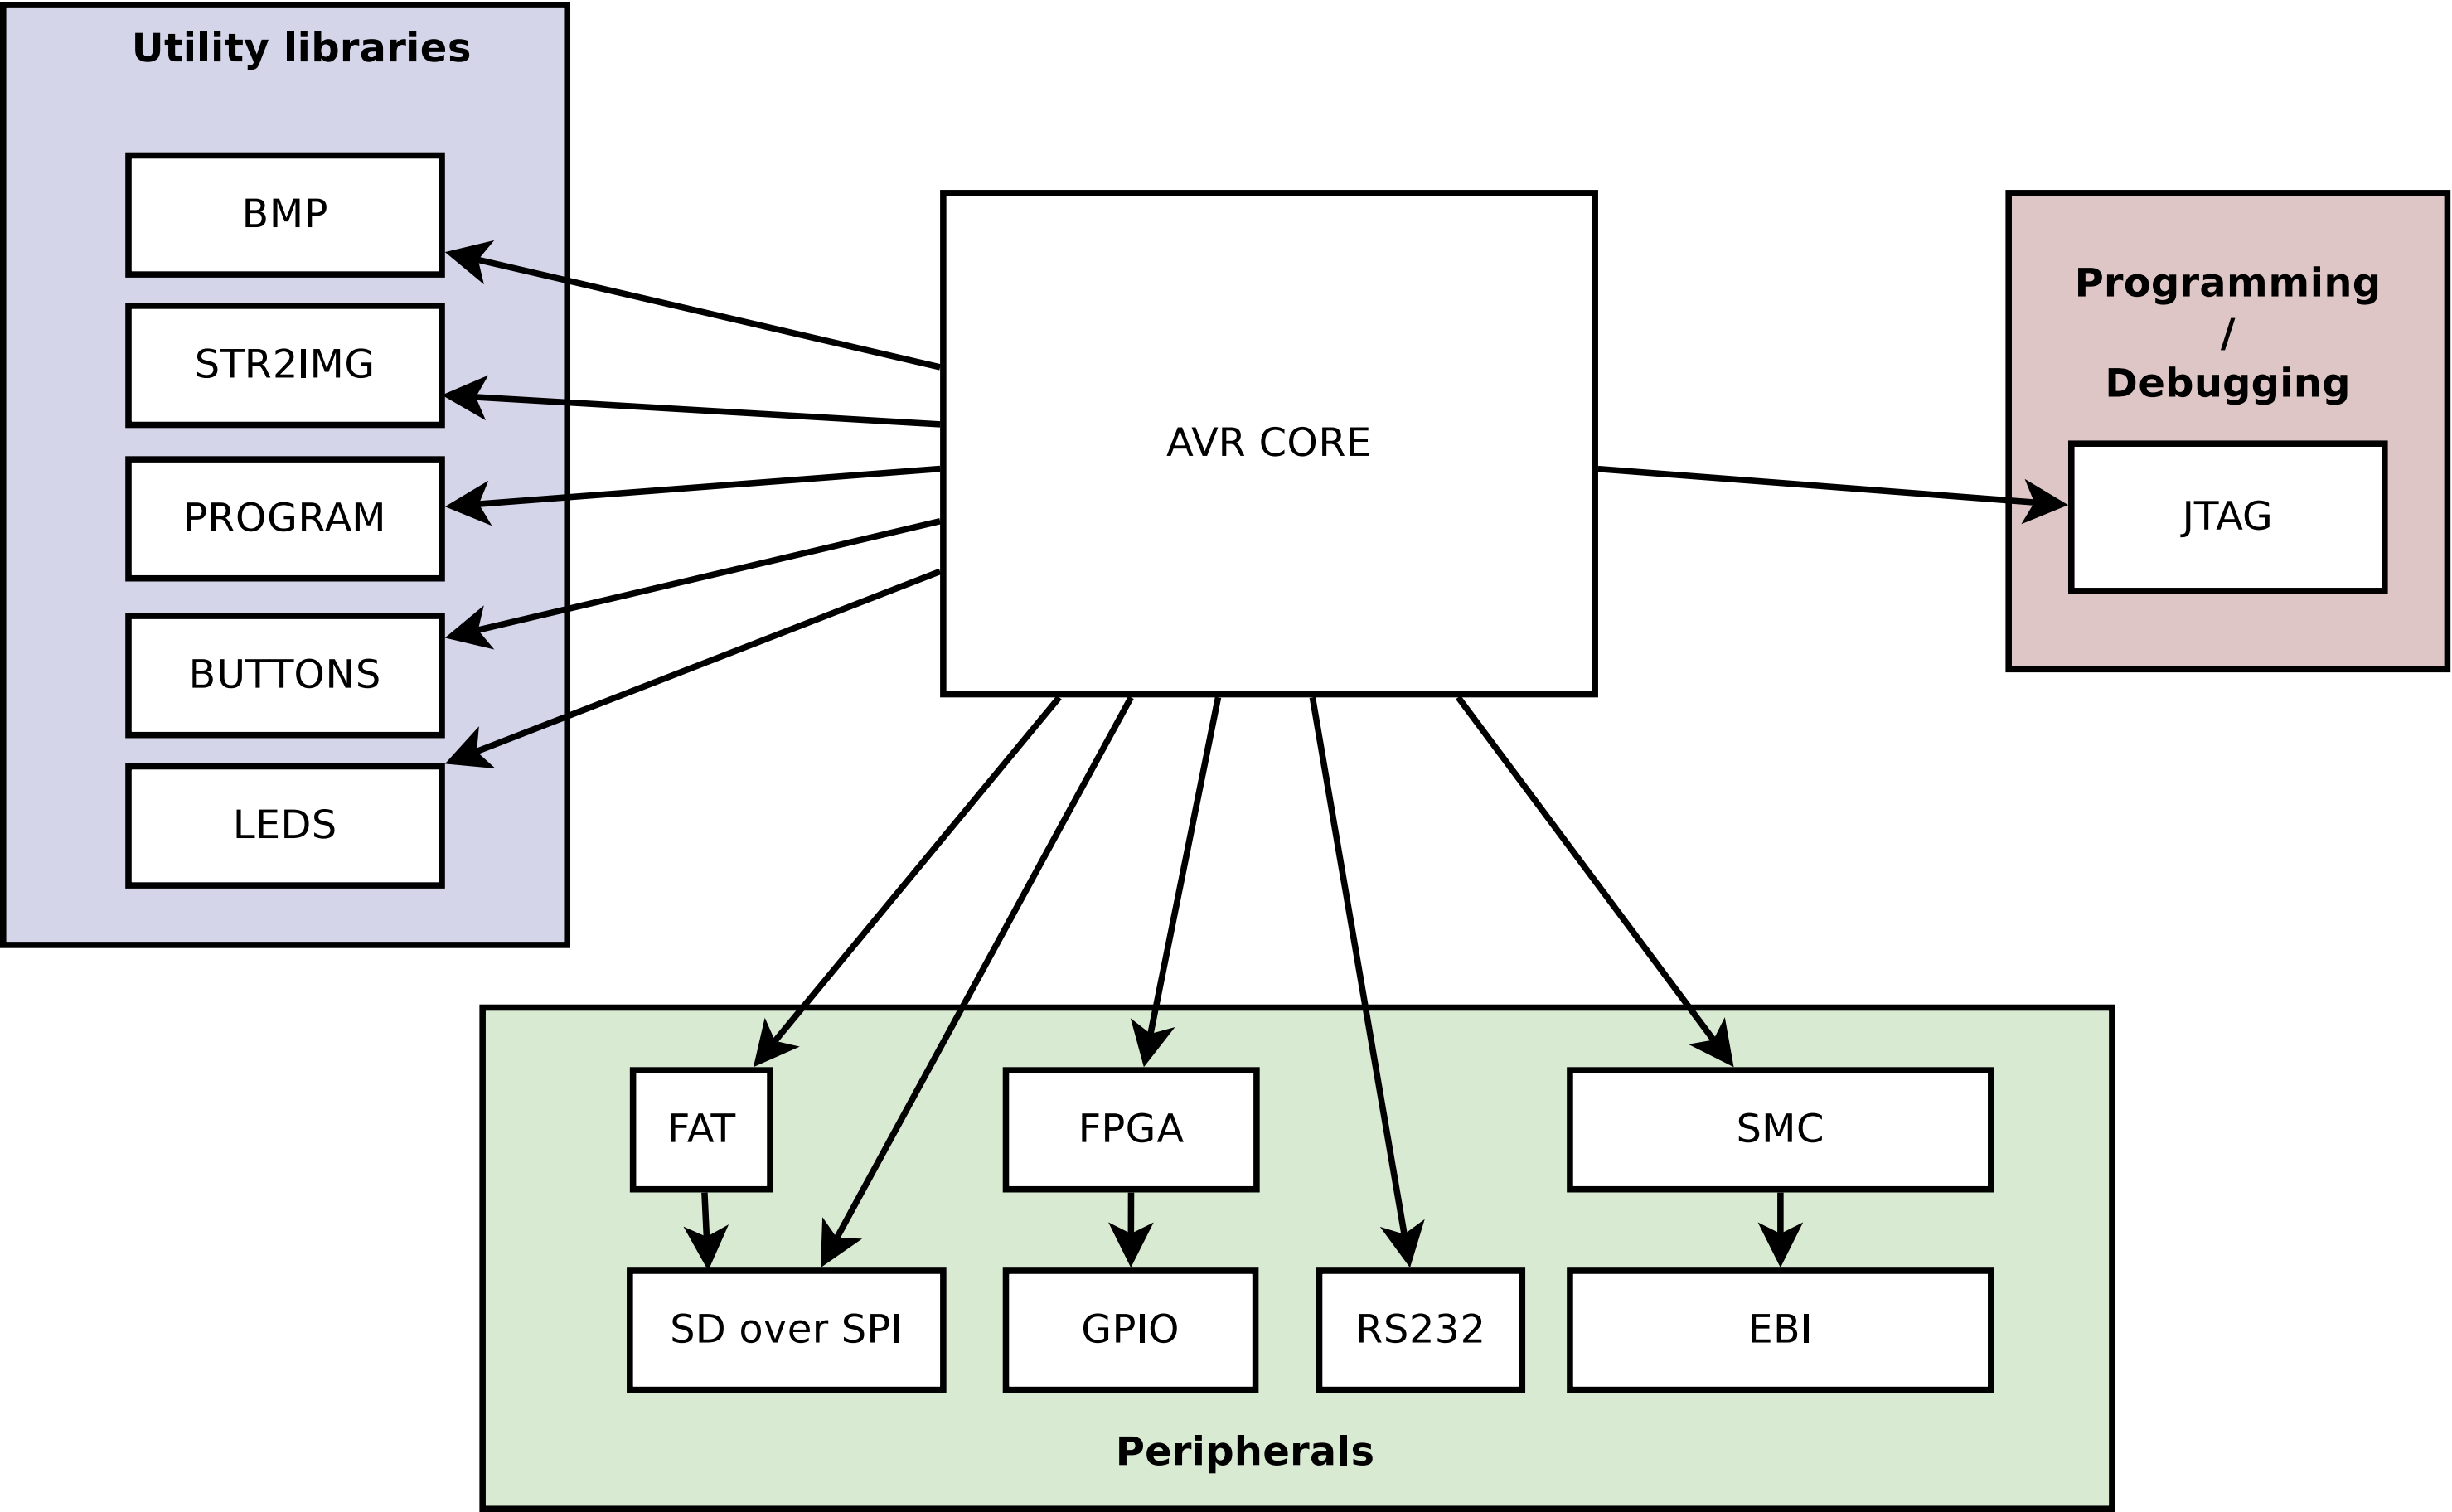 Utility libraries
BMP
STR2IMG
PROGRAM
BUTTONS
LEDS
AVR CORE
Programming
/
Debugging
JTAG
FAT
FPGA
SMC
SD over SPI
GPIO
RS232
EBI
Peripherals